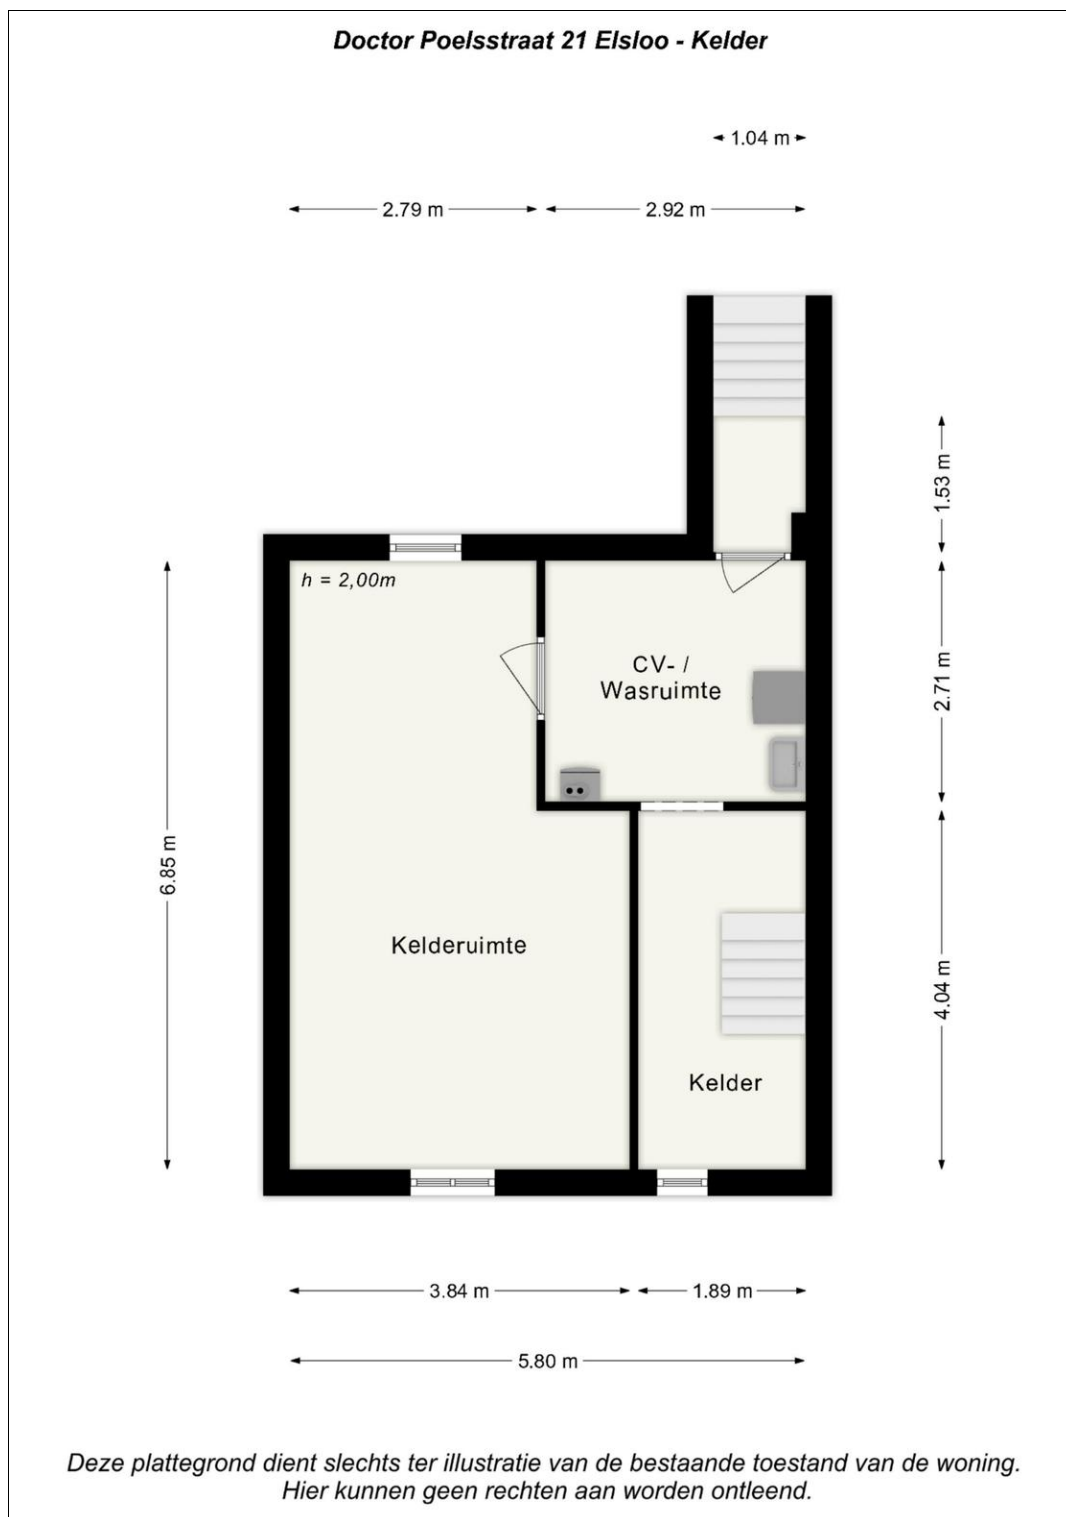 Doctor Poelsstraat 21 Elsloo - Kelder
1.04 m
2.79 m
2.92 m
1.53 m
h = 2,00m
CV- /
Wasruimte
2.71 m
6.85 m
Kelderuimte
4.04 m
Kelder
3.84 m
1.89 m
5.80 m
Deze plattegrond dient slechts ter illustratie van de bestaande toestand van de woning.
Hier kunnen geen rechten aan worden ontleend.